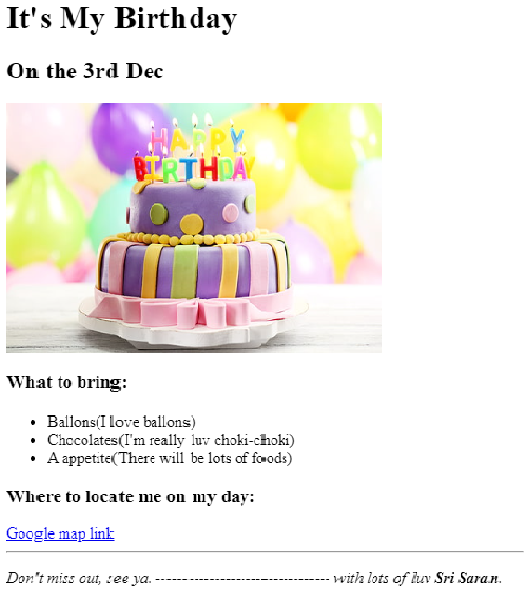 It's My Birthday
On the 3rd Dec
HAPPY
BIRTHDAY
What to bring:
Ballons(I love ballons)
Chocolates(I'm really luv choki-choki)
A appetite(There will be lots of foods)
Where to locate me on my day:
Google map link
Don't miss out, see ya. ---------------------------------- with lots of luv Sri Saran.